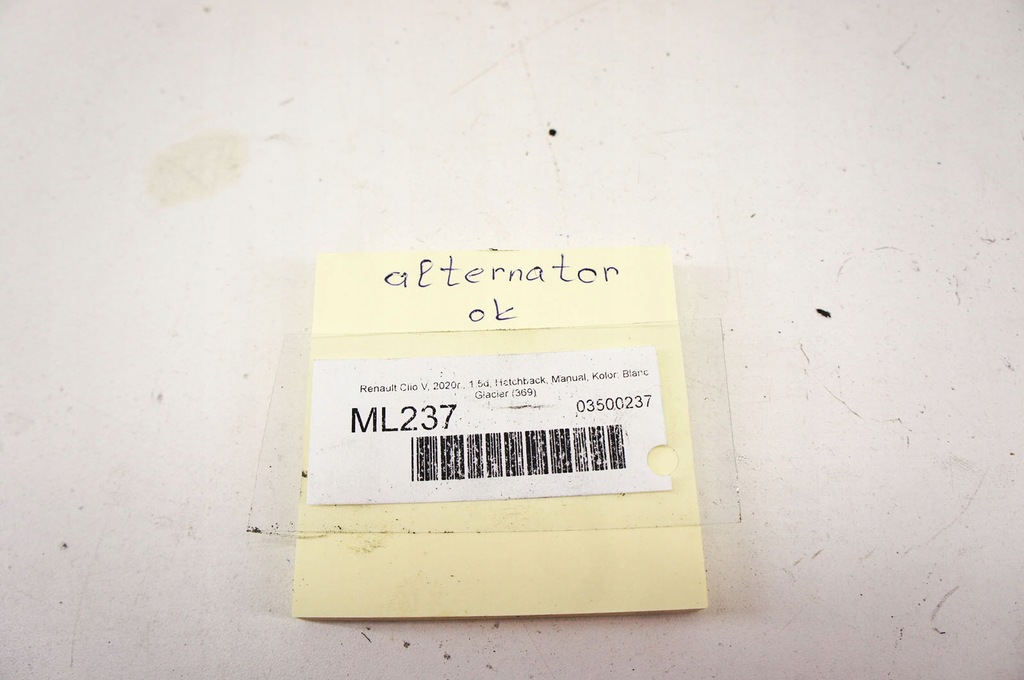 alternator
ok
Renault Clio V, 2020r., 1.5d, Hatchback, Manual, Kolor: Blanc
Glacier (369)
ML237
03500237